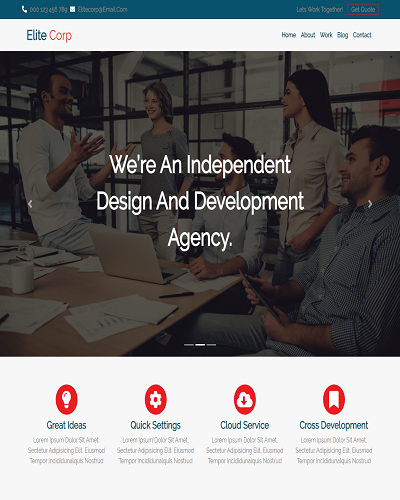 000 123 456 789 Elitecorp@Email.Com Lets Work Together! Get Quote
Elite Corp Home About Work Blog Contact
We're An Independent
Design And Development
Agency.
Great Ideas Quick Settings Cloud Service Cross Development
Lorem Ipsum Dolor Sit Amet, Lorem Ipsum Dolor Sit Amet, Lorem Ipsum Dolor Sit Amet, Lorem Ipsum Dolor Sit Amet,
Sectetur Adipisicing Elit, Eiusmod Sectetur Adipisicing Elit, Eiusmod Sectetur Adipisicing Elit, Eiusmod Sectetur Adipisicing Elit, Eiusmod
Tempor Incididunalquis Nostrud Tempor Incididunalquis Nostrud Tempor Incididunalquis Nostrud Tempor Incididunalquis Nostrud